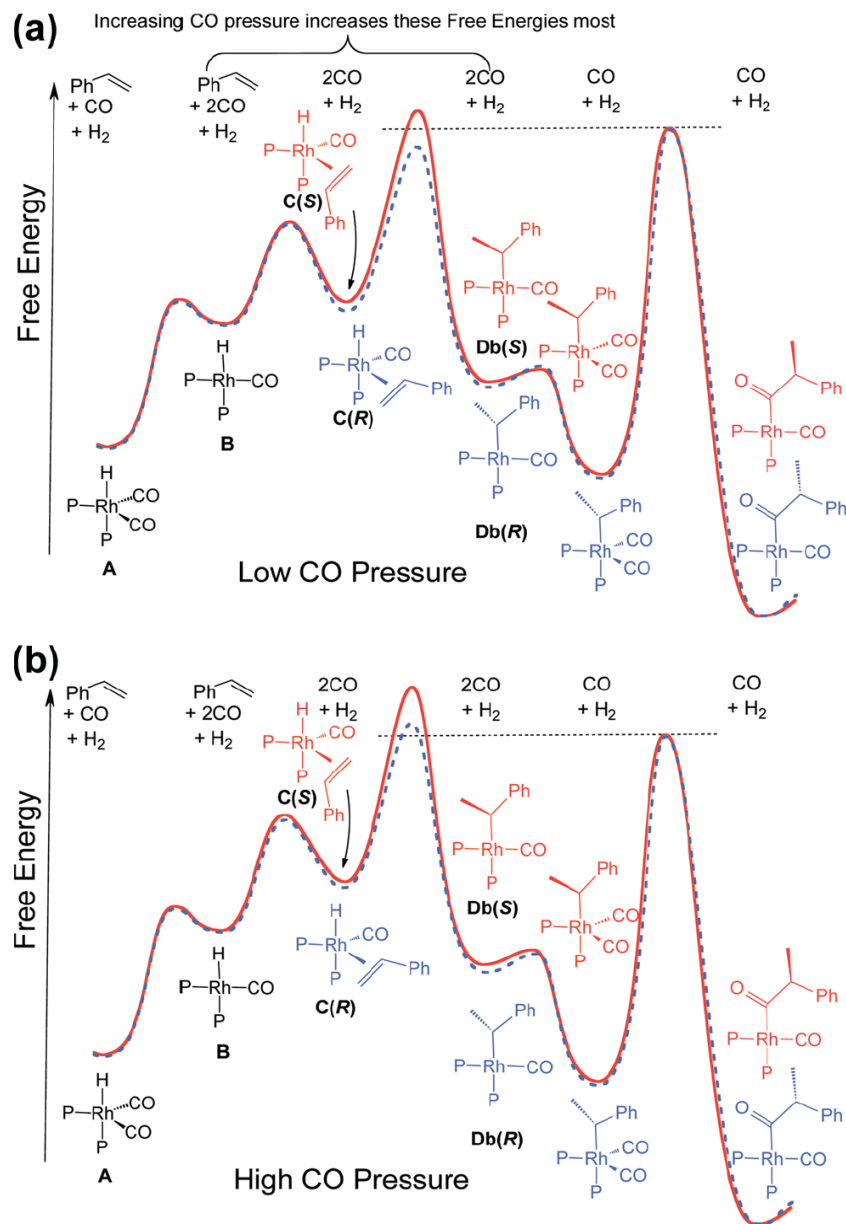 (a)
Increasing CO pressure increases these Free Energies most
Ph
+ CO
+ H2
Ph
+ 2CO
+ H2
2CO
+ H2
2CO
+ H2
CO
+ H2
CO
+ H2
Free Energy
H
P Rh CO
P
Ph
C(S)
H
P Rh CO
P
Ph
C(R)
H
P Rh CO
P
B
H
P Rh CO
CO
P
A
Ph
P Rh CO
P
Db(S)
Ph
P Rh CO
CO
P
Ph
P Rh CO
P
Db(R)
Ph
P Rh CO
CO
P
O
Ph
P Rh CO
P
O
Ph
P Rh CO
P
Low CO Pressure
(b)
Ph
+ CO
+ H2
Ph
+ 2CO
+ H2
2CO
+ H2
2CO
+ H2
CO
+ H2
CO
+ H2
Free Energy
H
P Rh CO
P
Ph
C(S)
H
P Rh CO
P
Ph
C(R)
H
P Rh CO
P
B
H
P Rh CO
CO
P
A
Ph
P Rh CO
P
Db(S)
Ph
P Rh CO
CO
P
Ph
P Rh CO
P
Db(R)
Ph
P Rh CO
CO
P
O
Ph
P Rh CO
P
O
Ph
P Rh CO
P
High CO Pressure